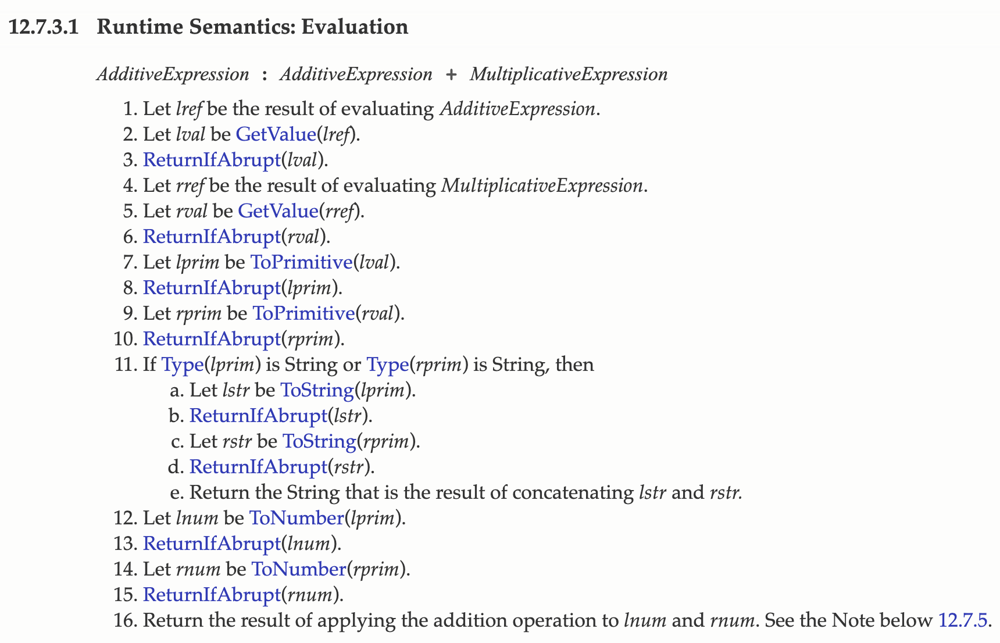 12.7.3.1 Runtime Semantics: Evaluation
AdditiveExpression : AdditiveExpression + MultiplicativeExpression
1. Let lref be the result of evaluating AdditiveExpression.
2. Let lval be GetValue(lref).
3. ReturnIfAbrupt(lval).
4. Let rref be the result of evaluating MultiplicativeExpression.
5. Let rval be GetValue(rref).
6. ReturnIfAbrupt(rval).
7. Let lprim be ToPrimitive(lval).
8. ReturnIfAbrupt(lprim).
9. Let rprim be ToPrimitive(rval).
10. ReturnIfAbrupt(rprim).
11. If Type(lprim) is String or Type(rprim) is String, then
a. Let lstr be ToString(lprim).
b. ReturnIfAbrupt(lstr).
c. Let rstr be ToString(rprim).
d. ReturnIfAbrupt(rstr).
e. Return the String that is the result of concatenating lstr and rstr.
12. Let lnum be ToNumber(lprim).
13. ReturnIfAbrupt(lnum).
14. Let rnum be ToNumber(rprim).
15. ReturnIfAbrupt(rnum).
16. Return the result of applying the addition operation to lnum and rnum. See the Note below 12.7.5.